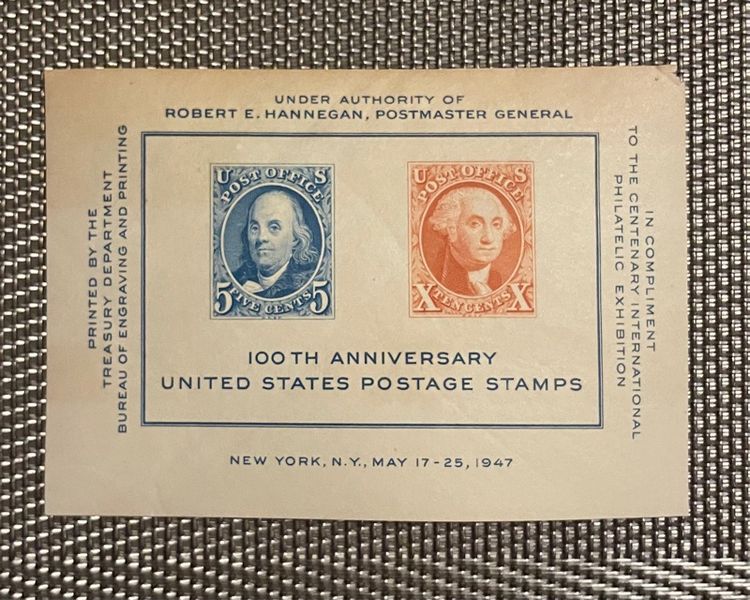 UNDER AUTHORITY OF
ROBERT E. HANNEGAN, POSTMASTER GENERAL
PRINTED BY THE
TREASURY DEPARTMENT
BUREAU OF ENGRAVING AND PRINTING
U S
POST OFFICE
5 FIVE CENTS 5
U S
POST OFFICE
X TEN CENTS X
100TH ANNIVERSARY
UNITED STATES POSTAGE STAMPS
IN COMPLIMENT
TO THE CENTENARY INTERNATIONAL
PHILATELIC EXHIBITION
NEW YORK, N.Y., MAY 17-25, 1947